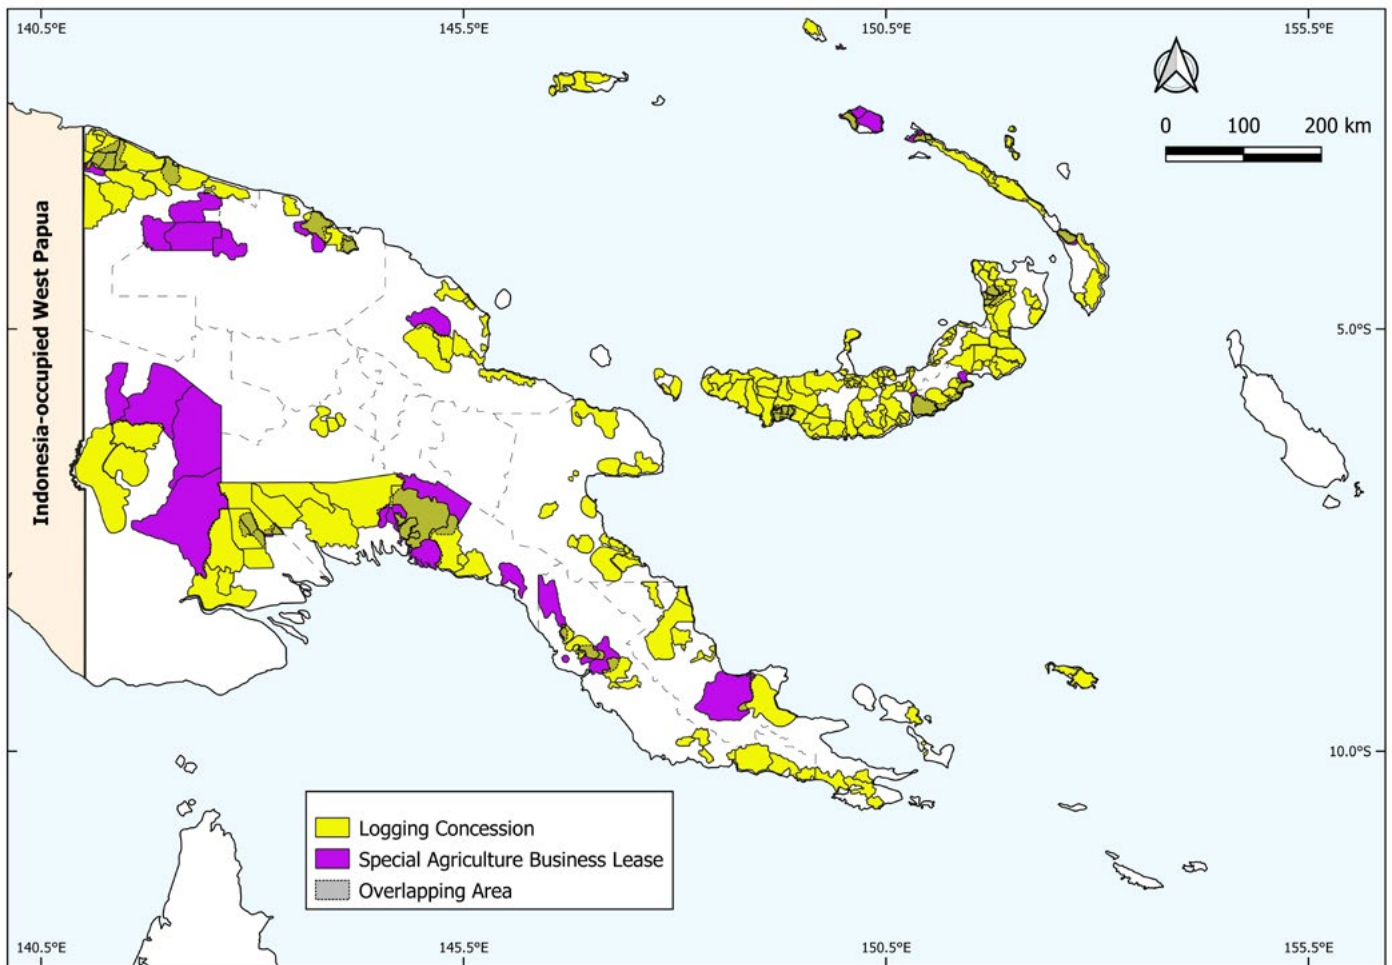 140.5°E
145.5°E
150.5°E
155.5°E
0 100 200 km
Indonesia-occupied West Papua
5.0°S
10.0°S
Logging Concession
Special Agriculture Business Lease
Overlapping Area
140.5°E
145.5°E
150.5°E
155.5°E